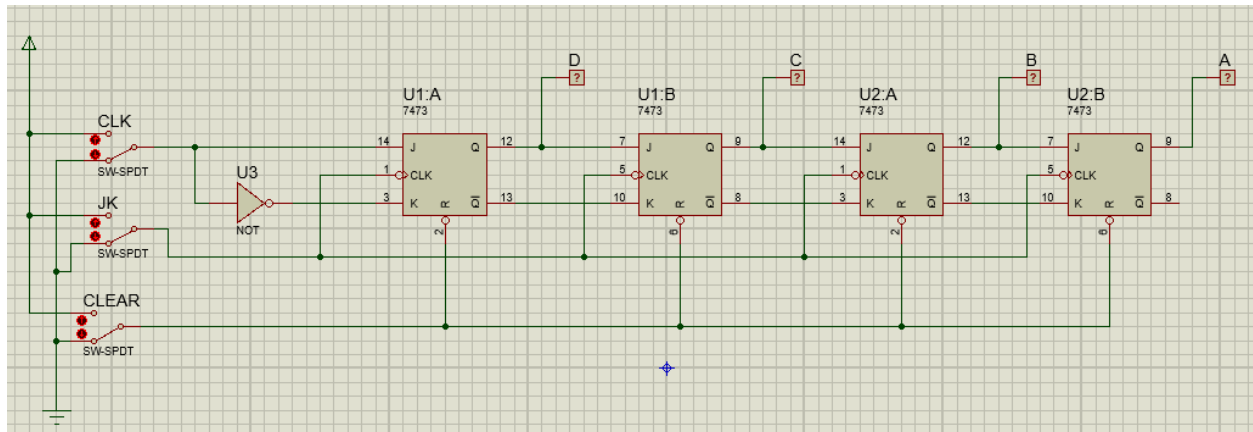 D
C
B
A
U1:A
7473
U1:B
7473
U2:A
7473
U2:B
7473
CLK
SW-SPDT
JK
SW-SPDT
CLEAR
SW-SPDT
U3
NOT
14 J Q 12
1 CLK
3 K R Q 13
2
7 J Q 9
5 CLK
10 K R Q 8
6
14 J Q 12
1 CLK
3 K R Q 13
2
7 J Q 9
5 CLK
10 K R Q 8
6
?
?
?
?